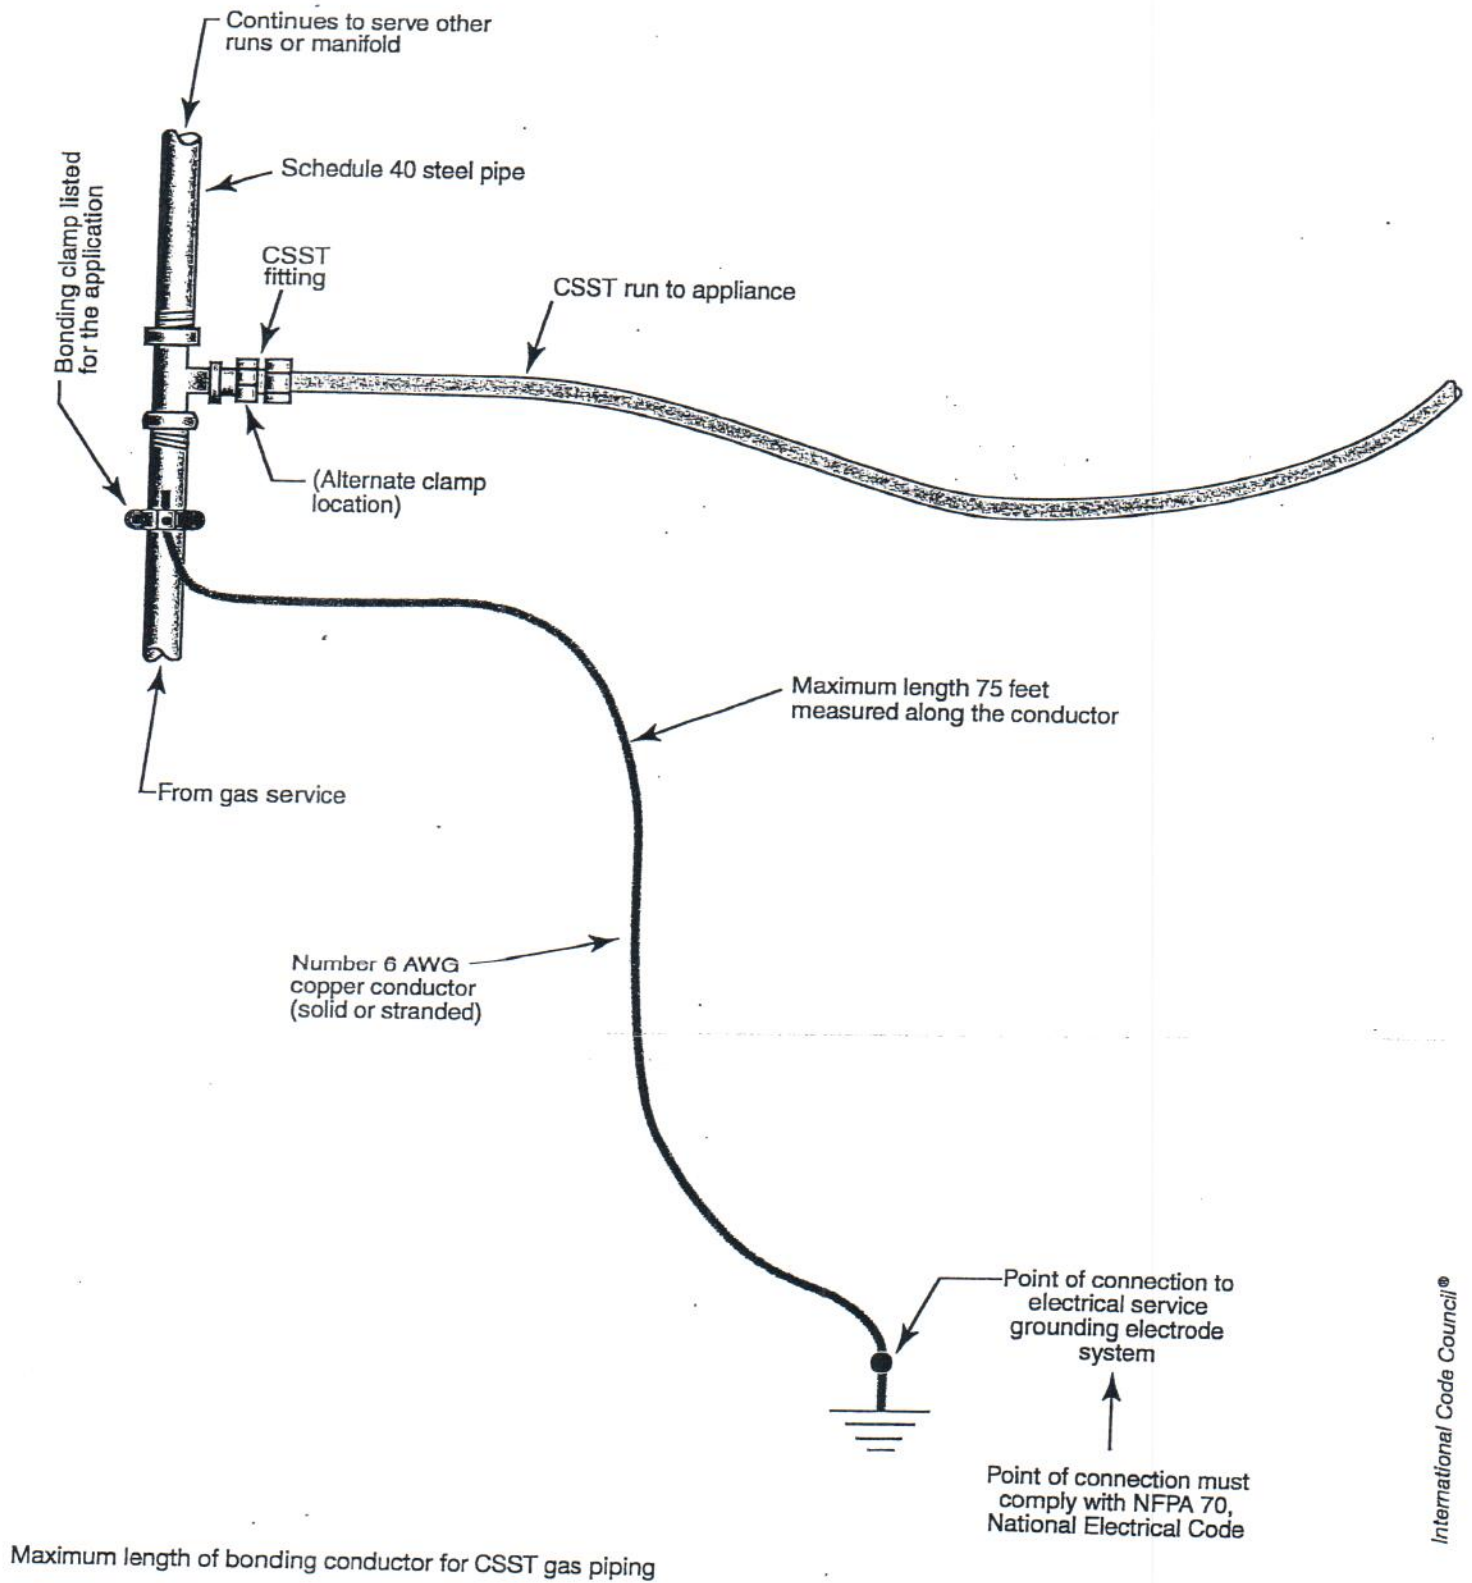 Continues to serve other
runs or manifold
Schedule 40 steel pipe
Bonding clamp listed
for the application
CSST
fitting
CSST run to appliance
(Alternate clamp
location)
Maximum length 75 feet
measured along the conductor
From gas service
Number 6 AWG
copper conductor
(solid or stranded)
Point of connection to
electrical service
grounding electrode
system
Point of connection must
comply with NFPA 70,
National Electrical Code
International Code Council®
Maximum length of bonding conductor for CSST gas piping